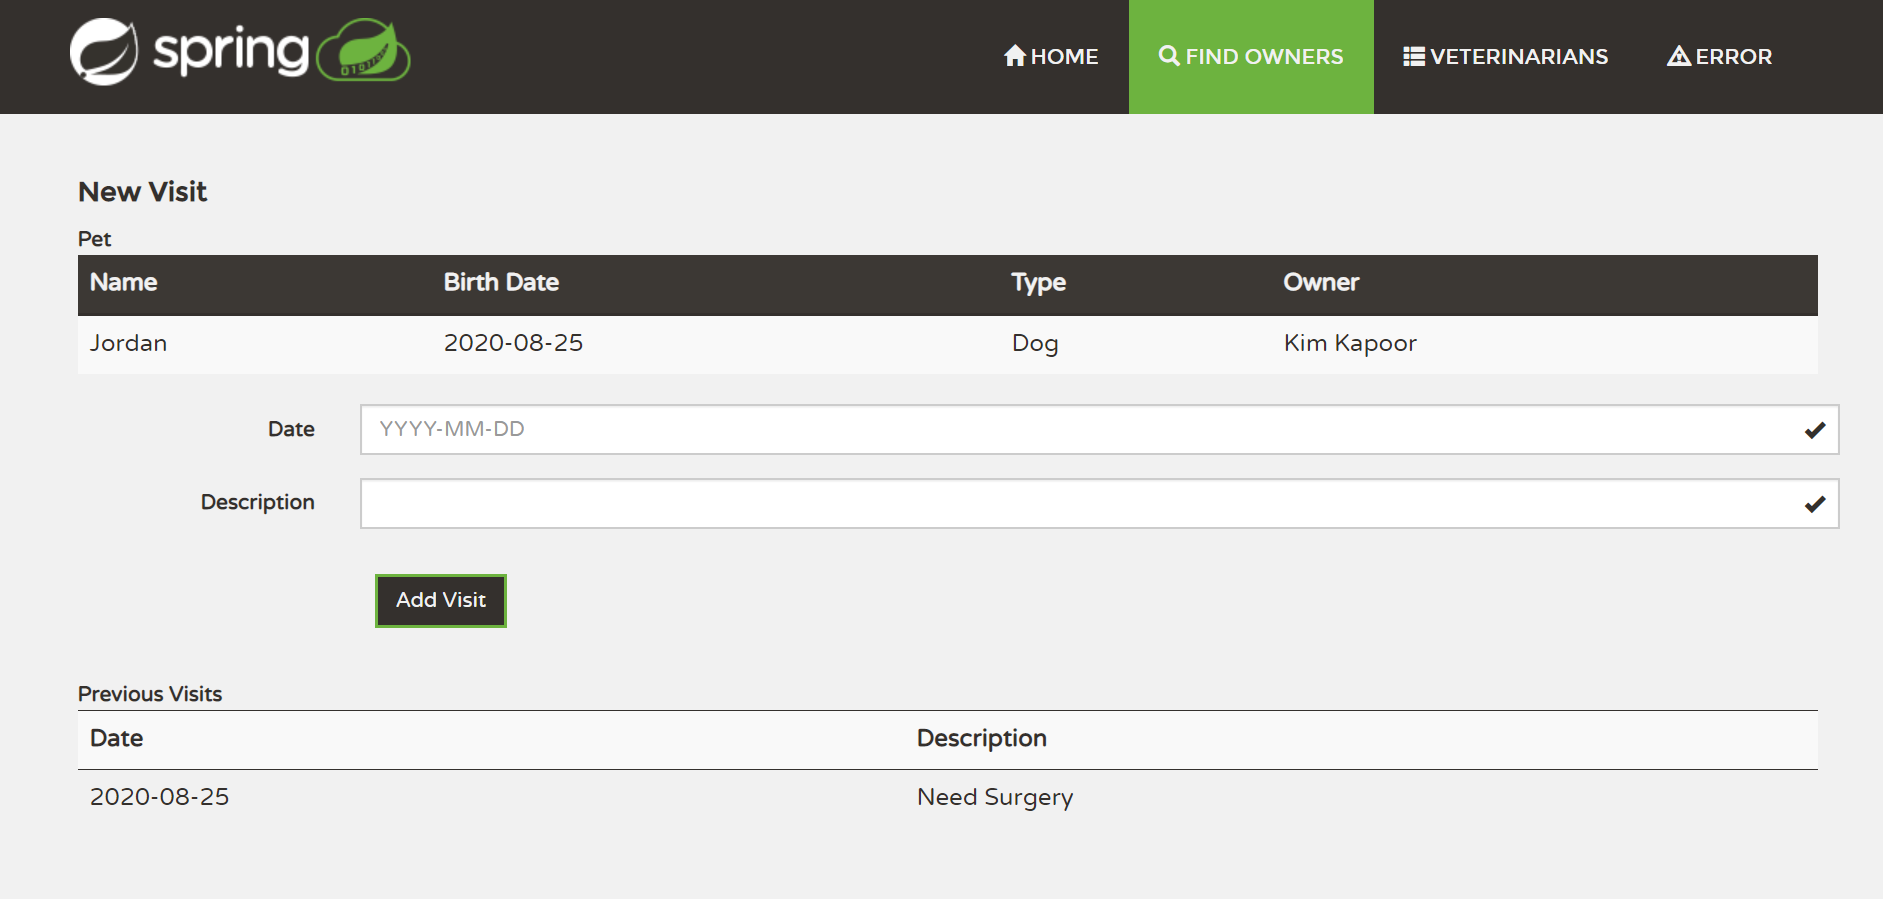 spring HOME FIND OWNERS VETERINARIANS ERROR
New Visit
Pet
Name Birth Date Type Owner
Jordan 2020-08-25 Dog Kim Kapoor
Date YYYY-MM-DD
Description
Add Visit
Previous Visits
Date Description
2020-08-25 Need Surgery